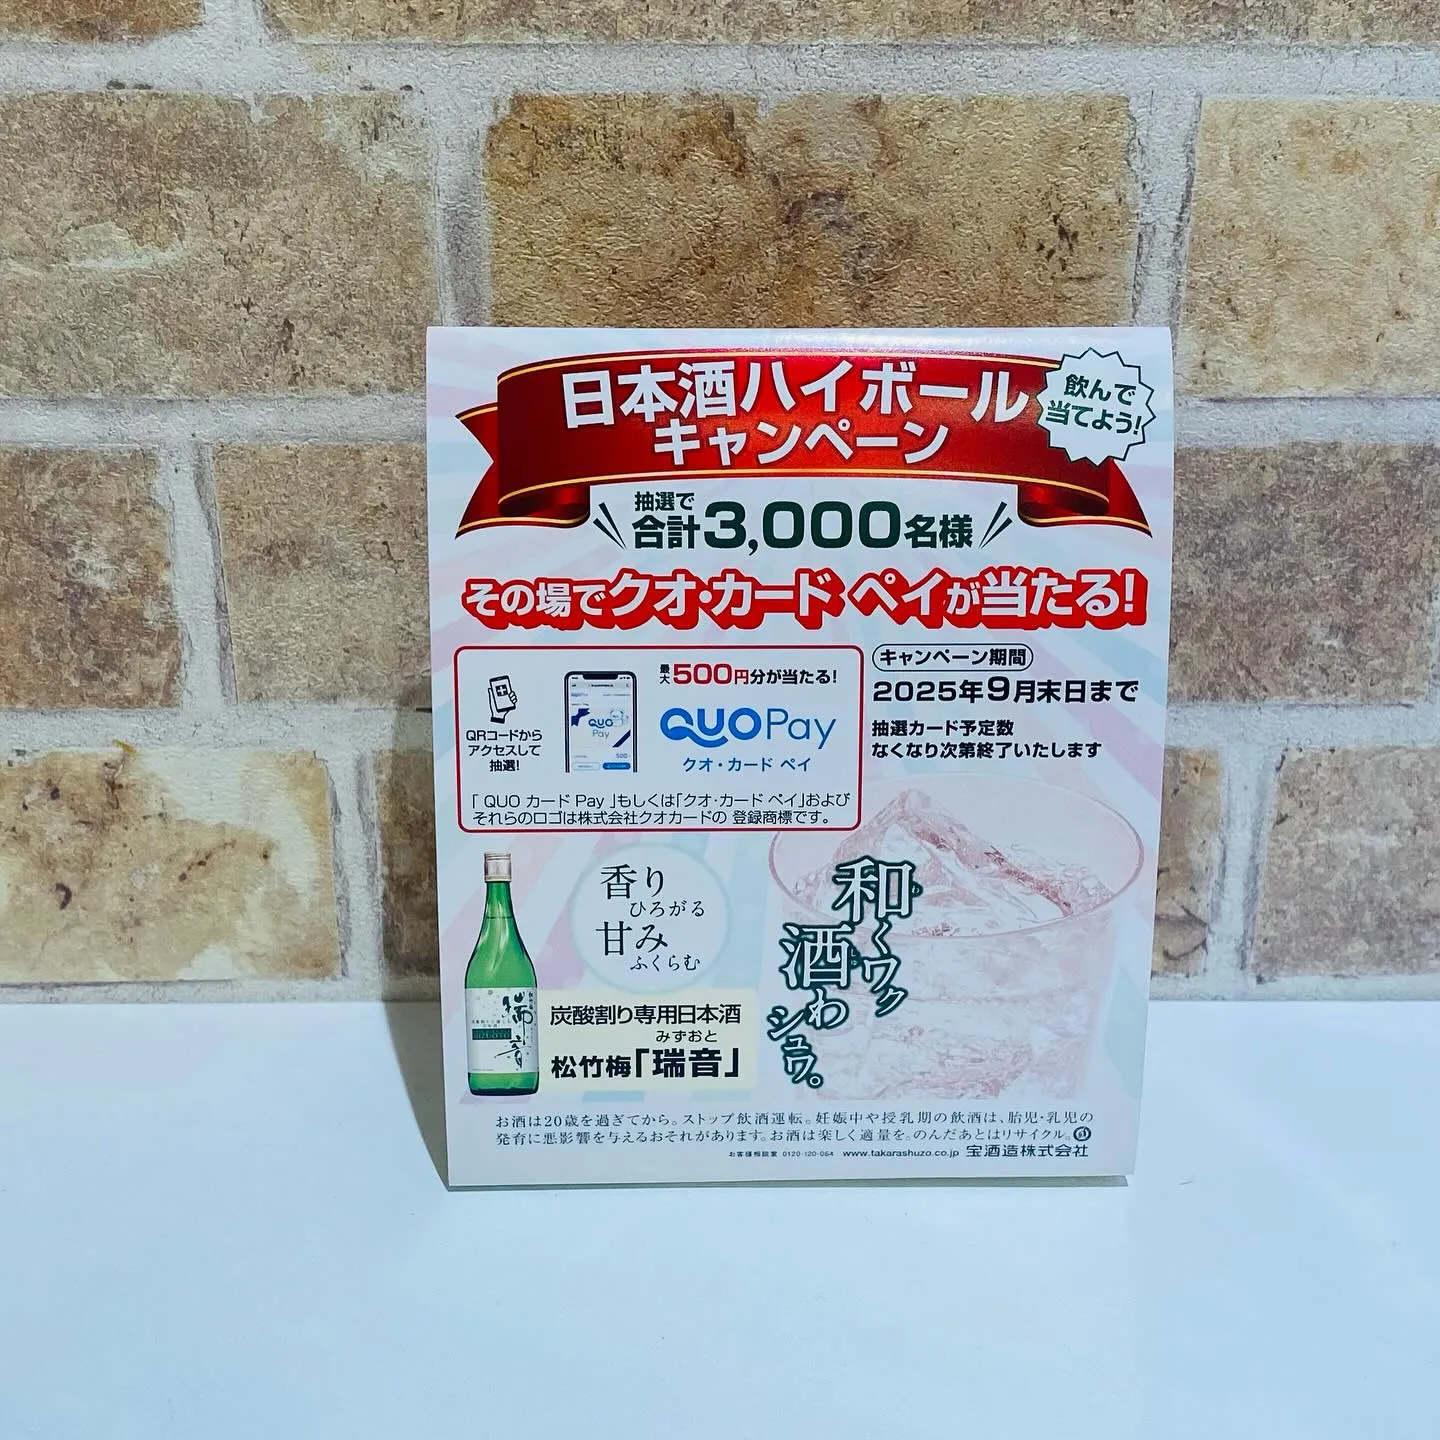 日本酒ハイボール
キャンペーン
飲んで
当てよう!
抽選で
合計3,000名様
その場でクオ・カード ペイが当たる!
QRコードから
アクセスして
抽選!
QUO
Pay
最大500円分が当たる!
QUO Pay
クオ・カード ペイ
「 QUO カード Pay 」もしくは「クオ・カード ペイ」および
それらのロゴは株式会社クオカードの 登録商標です。
キャンペーン期間
2025年9月末日まで
抽選カード予定数
なくなり次第終了いたします
香り
ひろがる
甘み
ふくらむ
和くワク
酒わシュワ。
瑞音
炭酸割り専用日本酒
みずおと
松竹梅「瑞音」
お酒は20歳を過ぎてから。ストップ飲酒運転。妊娠中や授乳期の飲酒は、胎児・乳児の
発育に悪影響を与えるおそれがあります。お酒は楽しく適量を。のんだあとはリサイクル。
お客様相談室 0120-120-064 www.takarashuzo.co.jp 宝酒造株式会社